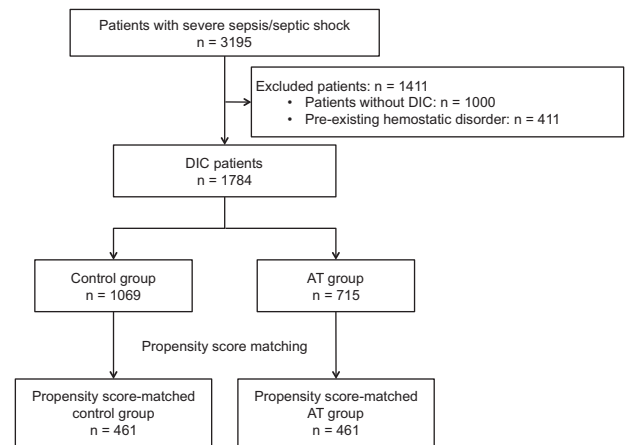 Patients with severe sepsis/septic shock
n = 3195
Excluded patients: n = 1411
• Patients without DIC: n = 1000
• Pre-existing hemostatic disorder: n = 411
DIC patients
n = 1784
Control group
n = 1069
AT group
n = 715
Propensity score matching
Propensity score-matched
control group
n = 461
Propensity score-matched
AT group
n = 461